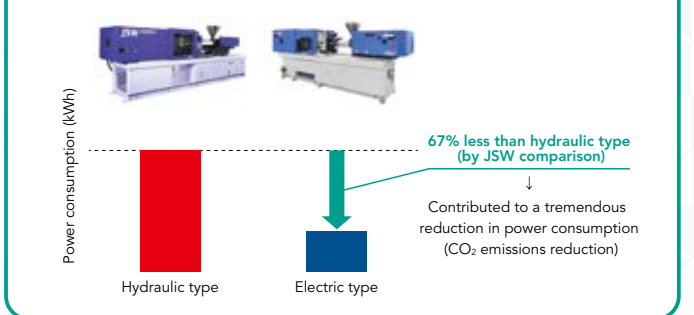 JSW
Power consumption (kWh)
67% less than hydraulic type
(by JSW comparison)
↓
Contributed to a tremendous
reduction in power consumption
(CO₂ emissions reduction)
Hydraulic type
Electric type